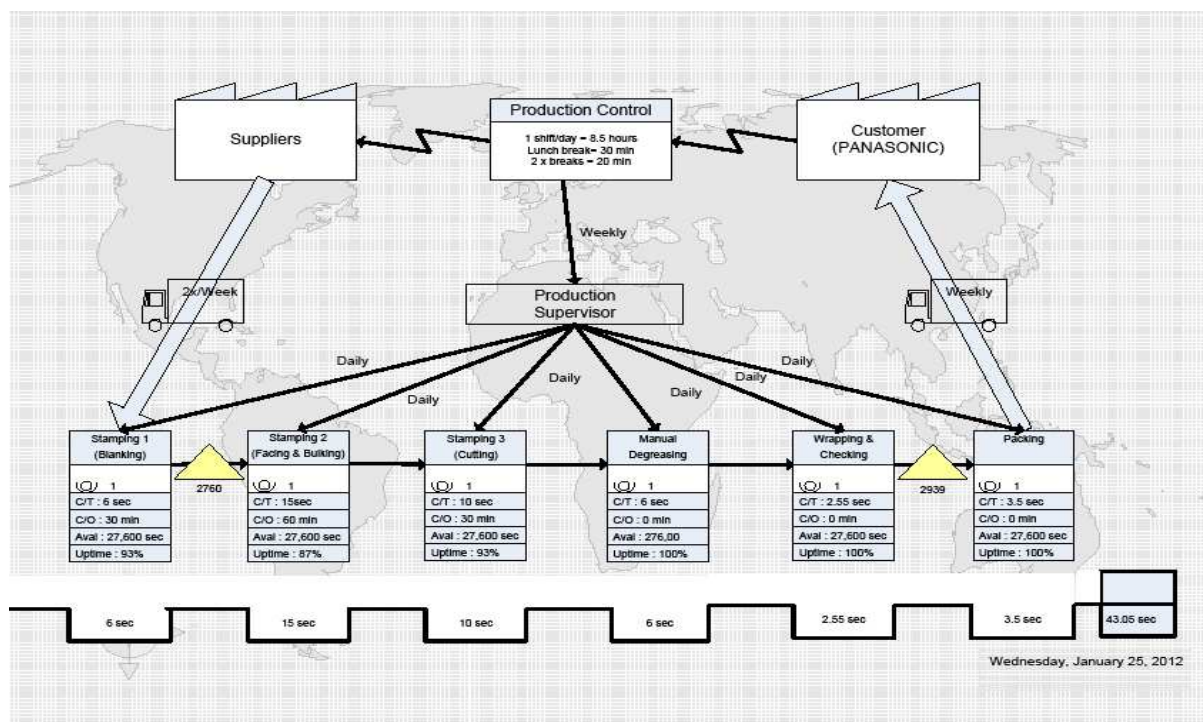 Suppliers
Production Control
1 shift/day = 8.5 hours
Lunch break= 30 min
2 x breaks = 20 min
Customer
(PANASONIC)
Weekly
2x/Week
Production
Supervisor
Weekly
Daily
Daily
Daily
Daily
Daily
Daily
Stamping 1
(Blanking)
1
C/T : 6 sec
C/O : 30 min
Aval : 27,600 sec
Uptime : 93%
2760
Stamping 2
(Facing & Bulking)
1
C/T : 15sec
C/O : 60 min
Aval : 27,600 sec
Uptime : 87%
Stamping 3
(Cutting)
1
C/T : 10 sec
C/O : 30 min
Aval : 27,600 sec
Uptime : 93%
Manual
Degreasing
1
C/T : 6 sec
C/O : 0 min
Aval : 276,00
Uptime : 100%
Wrapping &
Checking
1
C/T : 2.55 sec
C/O : 0 min
Aval : 27,600 sec
Uptime : 100%
2939
Packing
1
C/T : 3.5 sec
C/O : 0 min
Aval : 27,600 sec
Uptime : 100%
6 sec
15 sec
10 sec
6 sec
2.55 sec
3.5 sec
43.05 sec
Wednesday, January 25, 2012